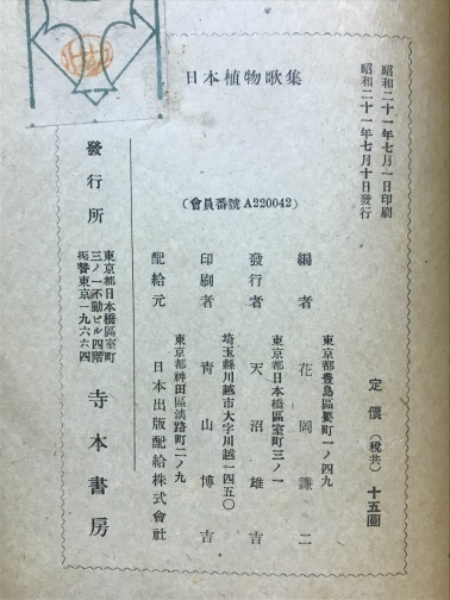 日本植物歌集
昭和二十一年七月一日印刷
昭和二十一年七月十日發行
定價（稅共）十五圓
（會員番號 A220042）
東京都豊島區長町一ノ四九
編者 花岡謙二
東京都日本橋區室町三ノ一
發行者 天沼雄吉
埼玉縣川越市大字川越一四五〇
印刷者 青山博吉
東京都神田區淡路町二ノ九
配給元 日本出版配給株式會社
發行所
東京都日本橋區室町
三ノ一不動ビル四階
振替東京一九六六四
寺本書房